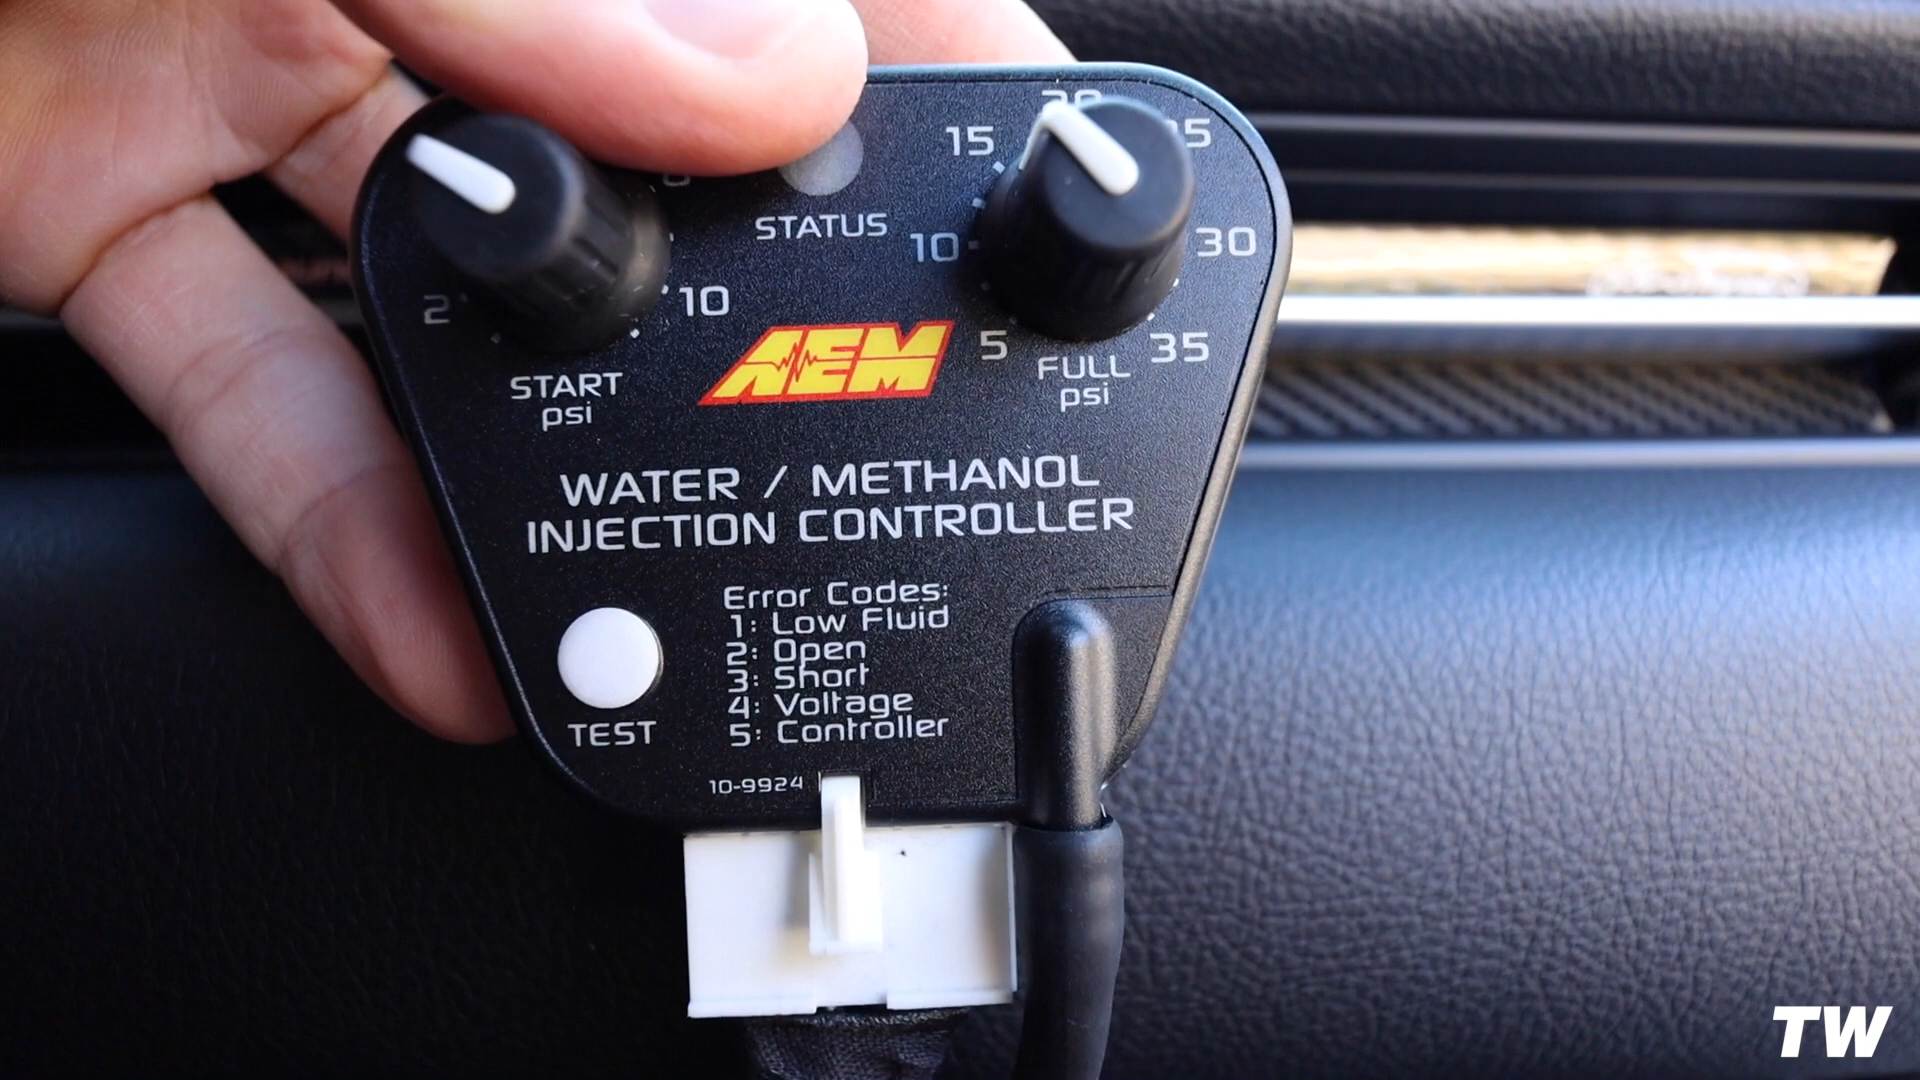 15
35
10
30
2
10
5
35
STATUS
START
psi
AEM
FULL
psi
WATER / METHANOL
INJECTION CONTROLLER
Error Codes:
1: Low Fluid
2: Open
3: Short
4: Voltage
5: Controller
TEST
10-9924
TW